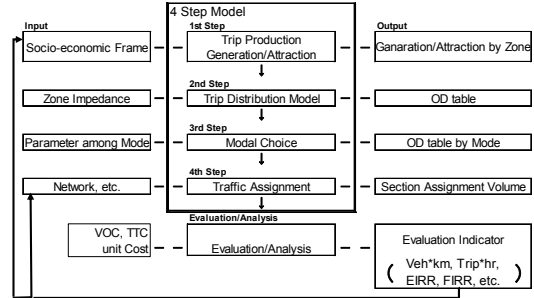 4 Step Model
Input
1st Step
Output
Socio-economic Frame
Trip Production
Generation/Attraction
Ganaration/Attraction by Zone
2nd Step
Zone Impedance
Trip Distribution Model
OD table
3rd Step
Parameter among Mode
Modal Choice
OD table by Mode
4th Step
Network, etc.
Traffic Assignment
Section Assignment Volume
Evaluation/Analysis
VOC, TTC
unit Cost
Evaluation/Analysis
Evaluation Indicator
( Veh*km, Trip*hr,
EIRR, FIRR, etc. )